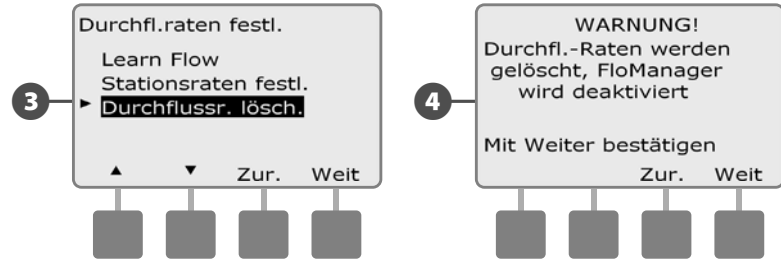 3
Durchfl.raten festl.
Learn Flow
Stationsraten festl.
► Durchflussr. lösch.
▲ ▼ Zur. Weit
4
WARNUNG!
Durchfl.-Raten werden
gelöscht, FloManager
wird deaktiviert
Mit Weiter bestätigen
Zur. Weit